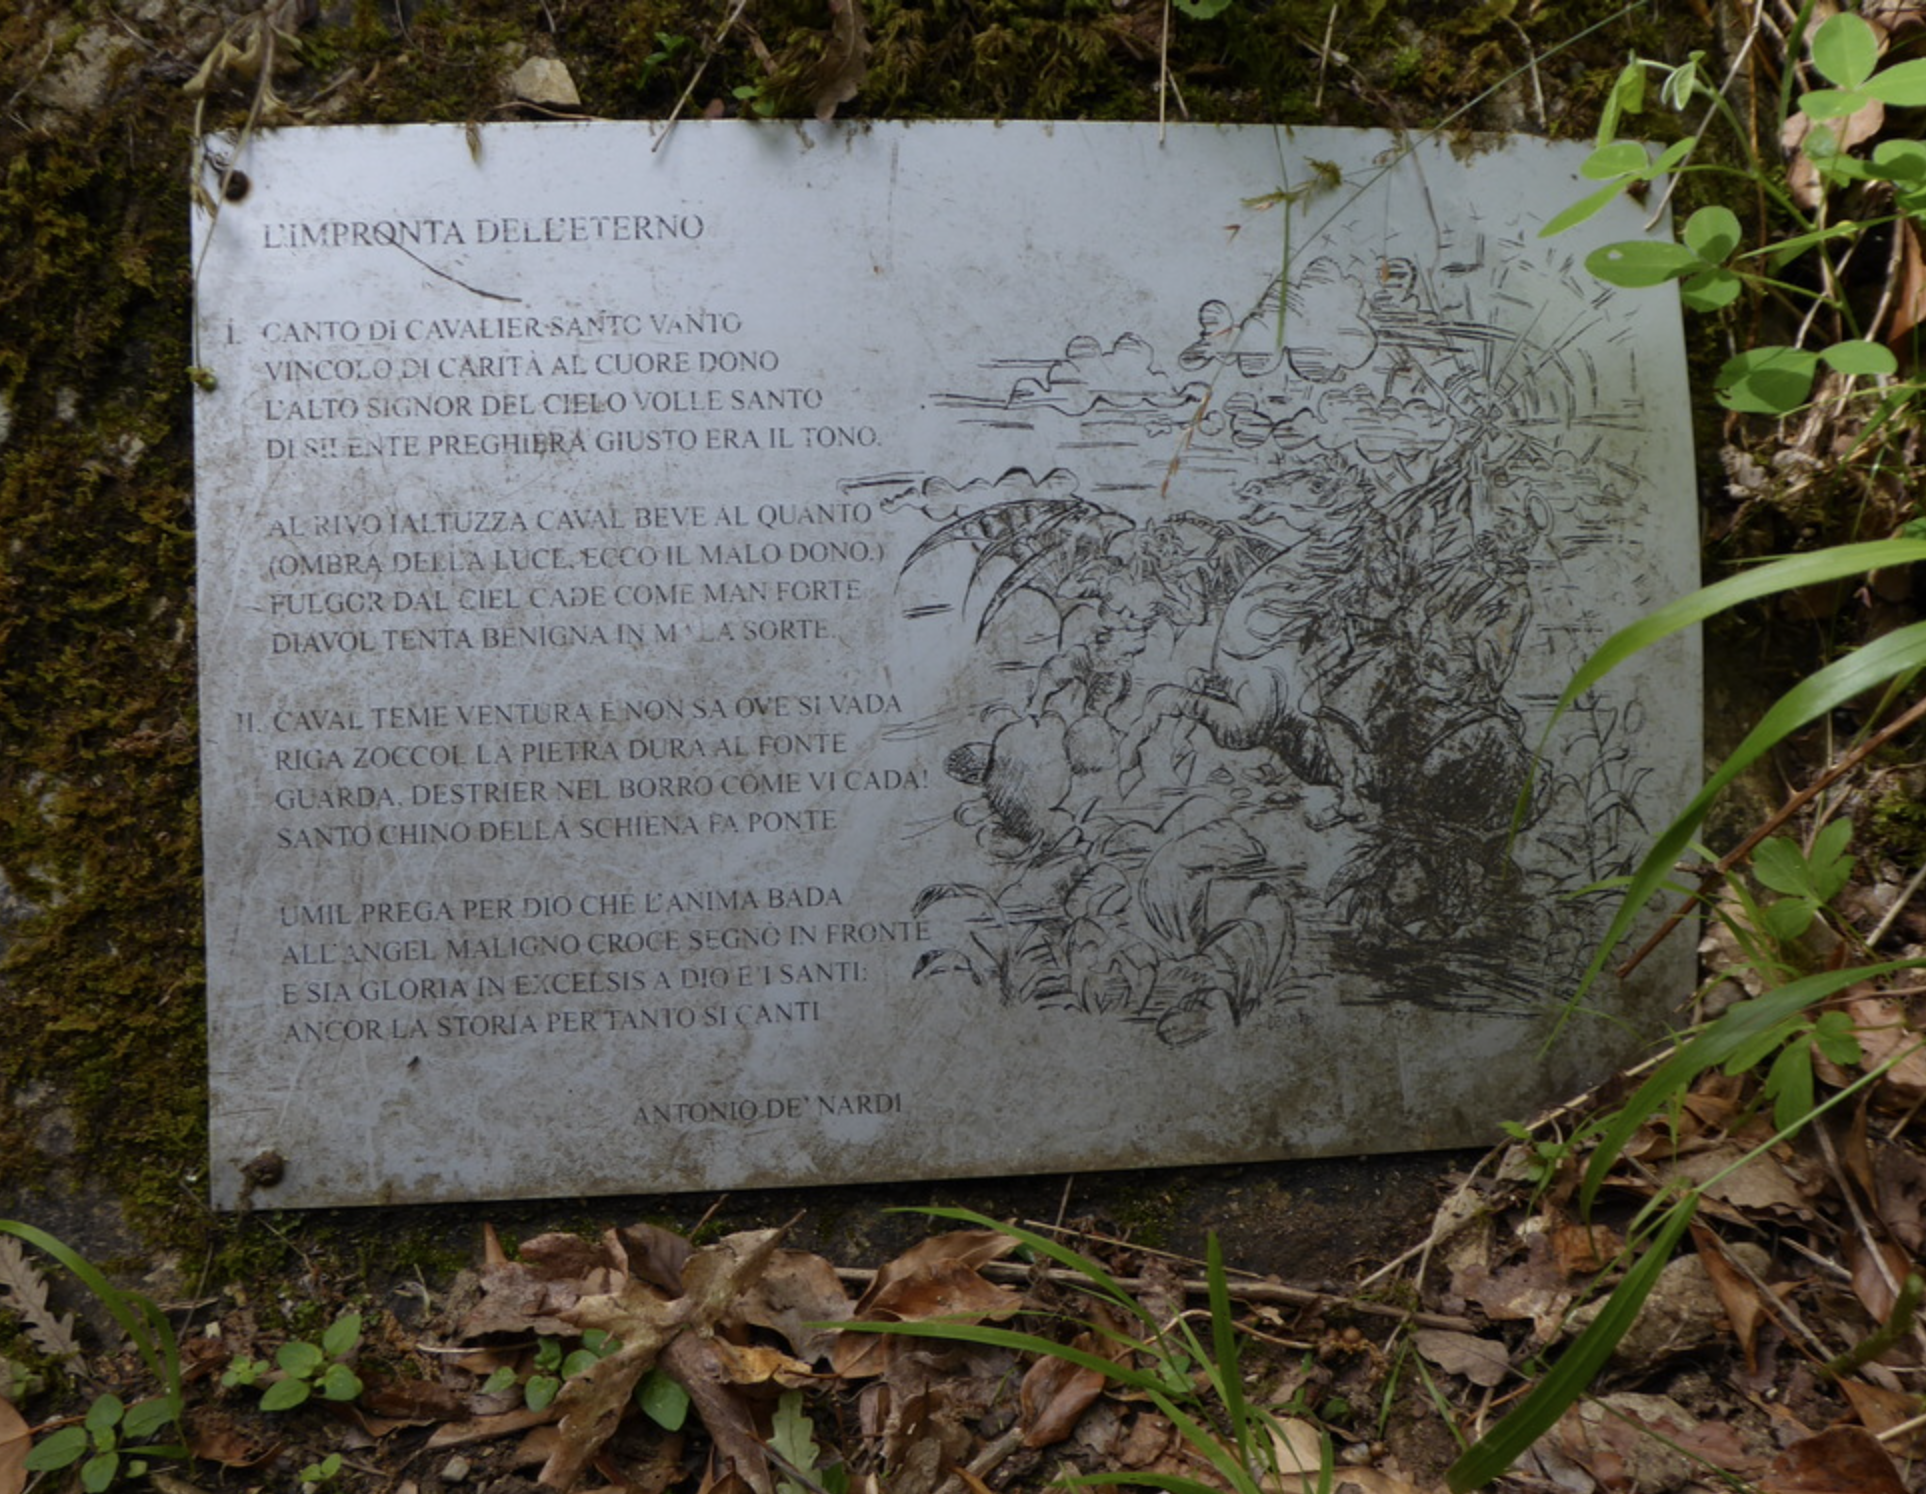 L'IMPRONTA DELL'ETERNO
I. CANTO DI CAVALIER SANTO VANTO
VINCOLO DI CARITÀ AL CUORE DONO
L'ALTO SIGNOR DEL CIELO VOLLE SANTO
DI SILENTE PREGHIERA GIUSTO ERA IL TONO.
AL RIVO IALTUZZA CAVAL BEVE AL QUANTO
(OMBRA DELLA LUCE, ECCO IL MALO DONO.)
FULGOR DAL CIEL CADE COME MAN FORTE
DIAVOL TENTA BENIGNA IN MALA SORTE.
II. CAVAL TEME VENTURA E NON SA OVE SI VADA
RIGA ZOCCOL LA PIETRA DURA AL FONTE
GUARDA, DESTRIER NEL BORRO COME VI CADA!
SANTO CHINO DELLA SCHIENA FA PONTE
UMIL PREGA PER DIO CHE L'ANIMA BADA
ALL'ANGEL MALIGNO CROCE SEGNÒ IN FRONTE
E SIA GLORIA IN EXCELSIS A DIO E I SANTI:
ANCOR LA STORIA PER TANTO SI CANTI
ANTONIO DE' NARDI